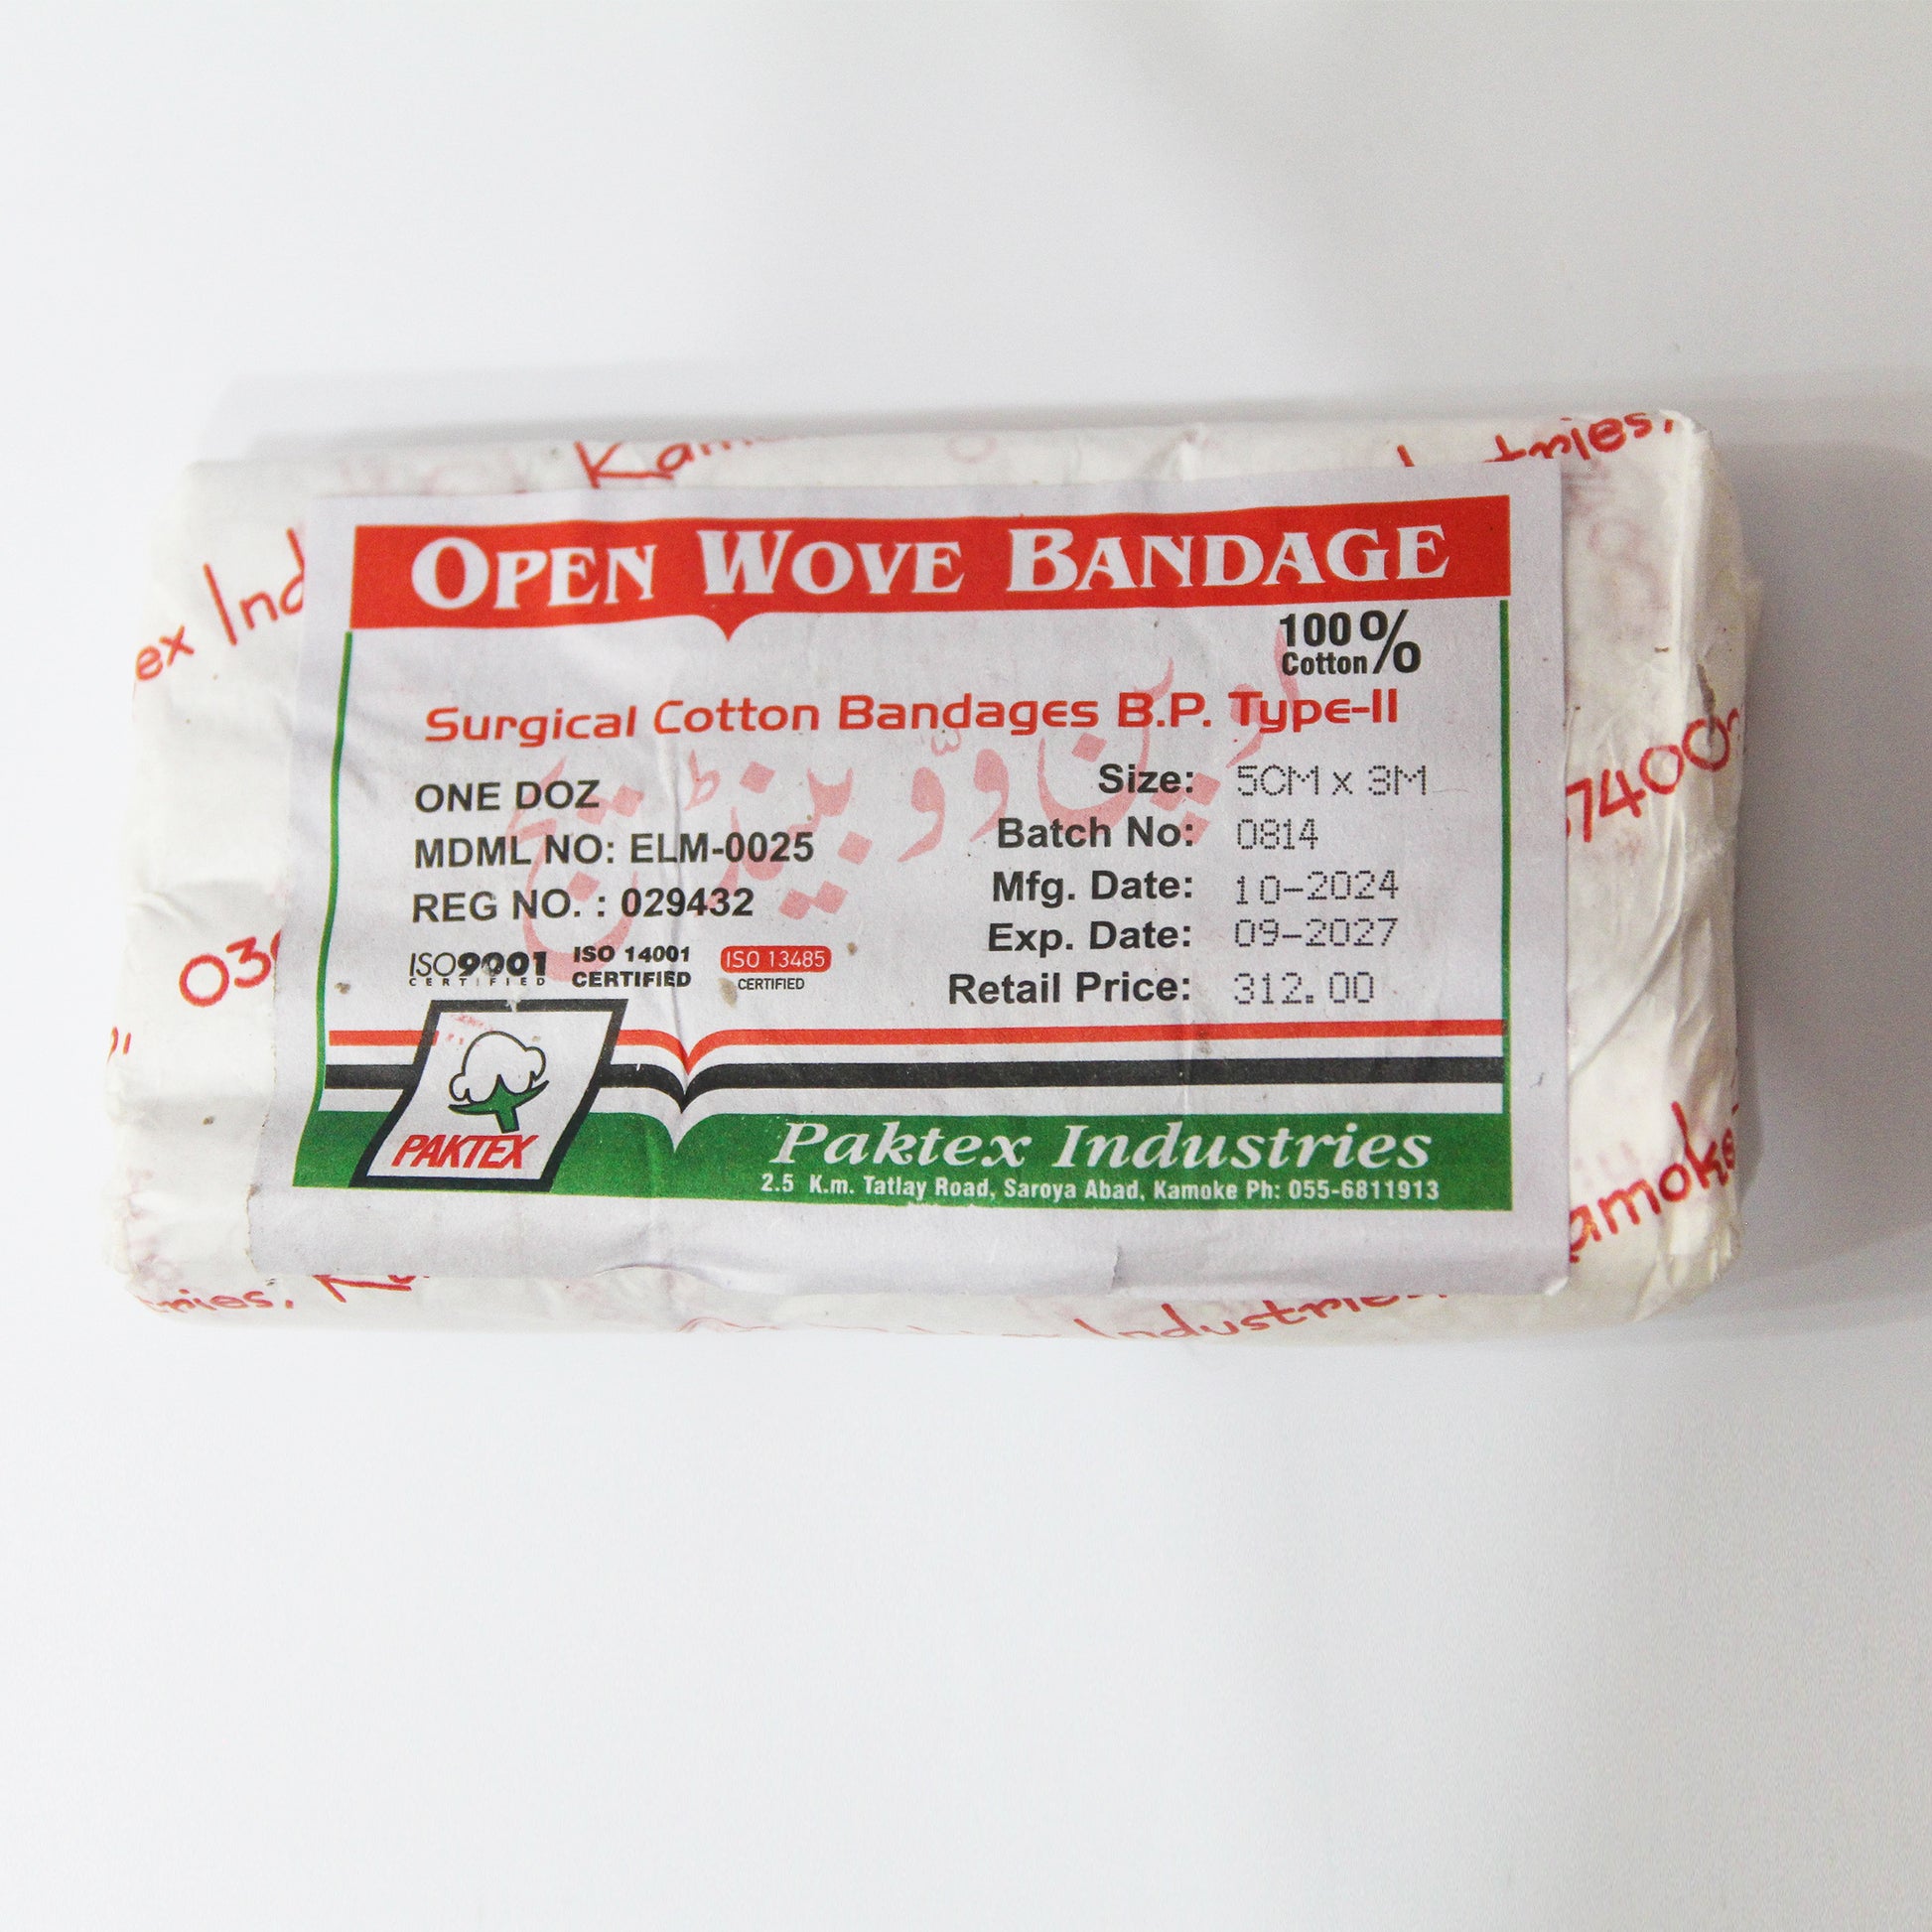 OPEN WOVE BANDAGE
100% Cotton
Surgical Cotton Bandages B.P. Type-II
اوپن وّو بینڈیج
ONE DOZ
MDML NO: ELM-0025
REG NO. : 029432
ISO9001 CERTIFIED
ISO 14001 CERTIFIED
ISO 13485 CERTIFIED
Size: 5CM x 3M
Batch No: 0814
Mfg. Date: 10-2024
Exp. Date: 09-2027
Retail Price: 312.00
PAKTEX
Paktex Industries
2.5 K.m. Tatlay Road, Saroya Abad, Kamoke Ph: 055-6811913